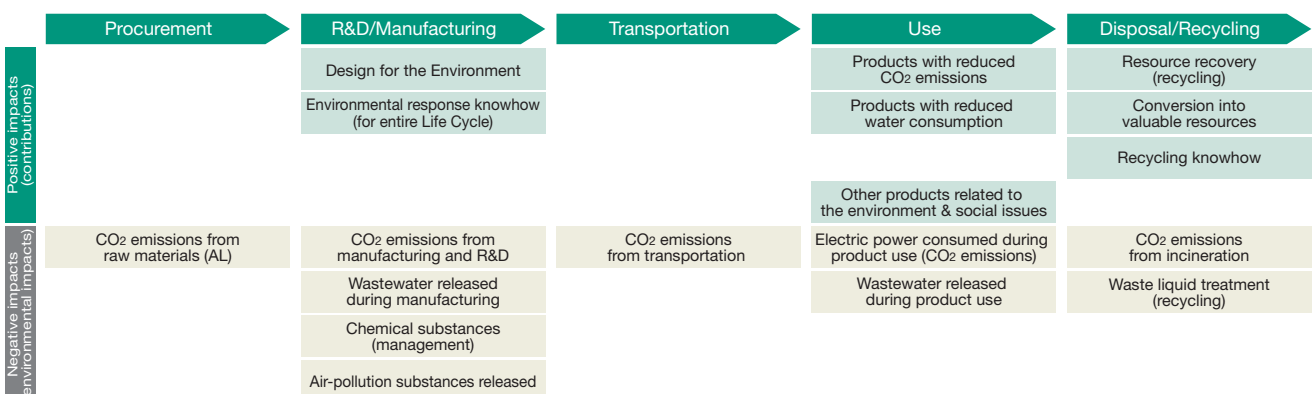 Procurement
R&D/Manufacturing
Transportation
Use
Disposal/Recycling
Positive impacts
(contributions)
Design for the Environment
Environmental response knowhow
(for entire Life Cycle)
Products with reduced
CO2 emissions
Products with reduced
water consumption
Other products related to
the environment & social issues
Resource recovery
(recycling)
Conversion into
valuable resources
Recycling knowhow
Negative impacts
(environmental impacts)
CO2 emissions from
raw materials (AL)
CO2 emissions from
manufacturing and R&D
Wastewater released
during manufacturing
Chemical substances
(management)
Air-pollution substances released
CO2 emissions
from transportation
Electric power consumed during
product use (CO2 emissions)
Wastewater released
during product use
CO2 emissions
from incineration
Waste liquid treatment
(recycling)